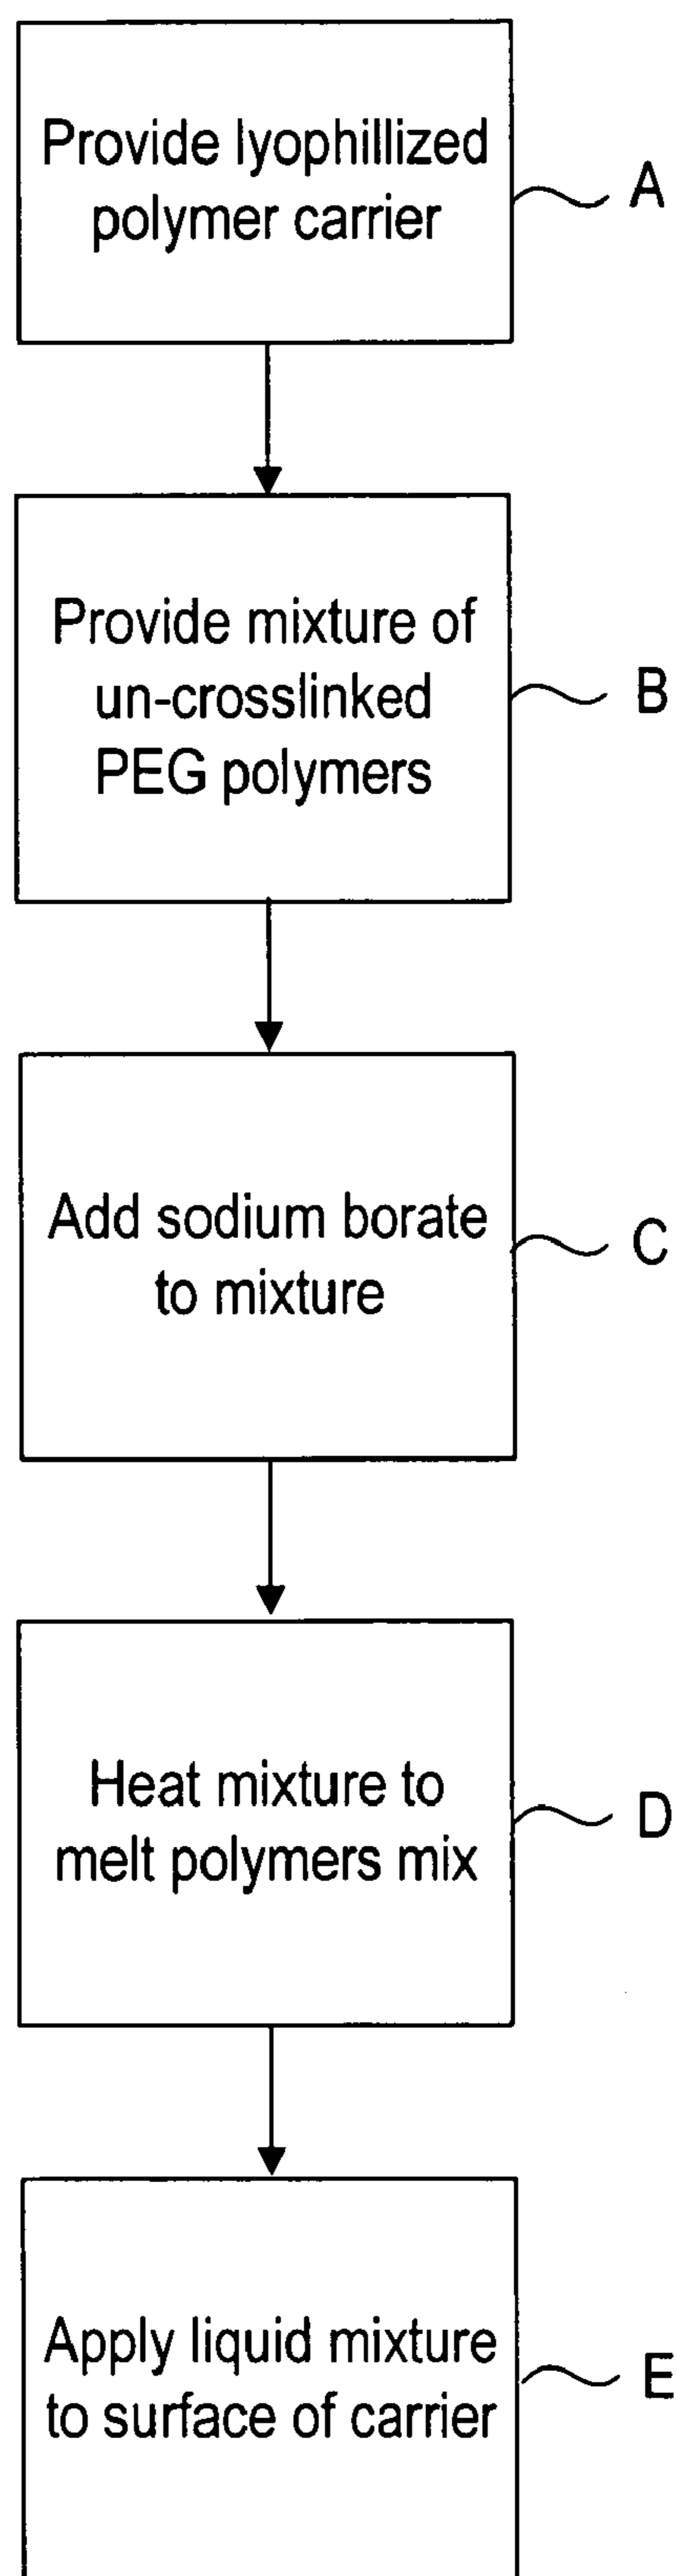 Provide lyophillized
polymer carrier
A
Provide mixture of
un-crosslinked
PEG polymers
B
Add sodium borate
to mixture
C
Heat mixture to
melt polymers mix
D
Apply liquid mixture
to surface of carrier
E